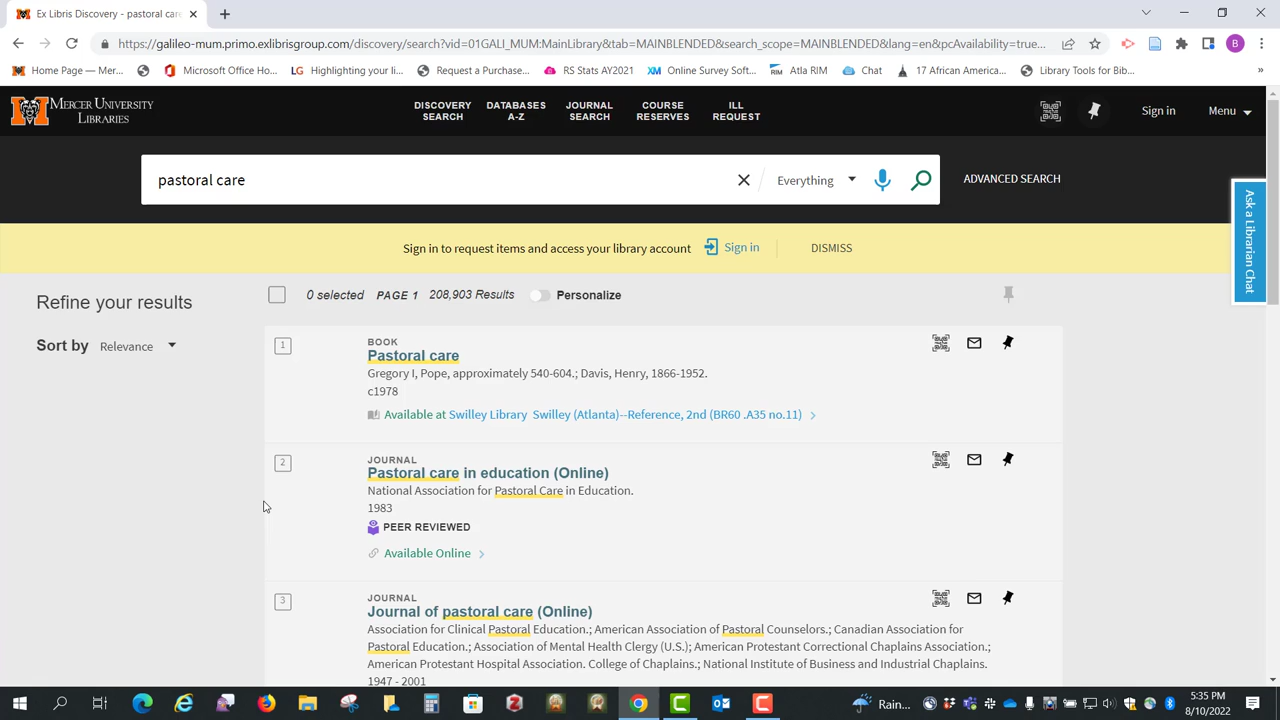 Ex Libris Discovery - pastoral care
https://galileo-mum.primo.exlibrisgroup.com/discovery/search?vid=01GALI_MUM:MainLibrary&tab=MAINBLENDED&search_scope=MAINBLENDED&lang=en&pcAvailability=true...
B
Home Page — Mer...
Microsoft Office Ho...
LG Highlighting your li...
Request a Purchase...
RS Stats AY2021
XM Online Survey Soft...
RIM Atla RIM
Chat
17 African America...
Library Tools for Bib...
»
MERCER UNIVERSITY
LIBRARIES
DISCOVERY
SEARCH
DATABASES
A-Z
JOURNAL
SEARCH
COURSE
RESERVES
ILL
REQUEST
Sign in
Menu
pastoral care
Everything
ADVANCED SEARCH
Ask a Librarian Chat
Sign in to request items and access your library account
Sign in
DISMISS
Refine your results
Sort by Relevance
0 selected PAGE 1 208,903 Results Personalize
1
BOOK
Pastoral care
Gregory I, Pope, approximately 540-604.; Davis, Henry, 1866-1952.
c1978
Available at Swilley Library Swilley (Atlanta)--Reference, 2nd (BR60 .A35 no.11)
2
JOURNAL
Pastoral care in education (Online)
National Association for Pastoral Care in Education.
1983
PEER REVIEWED
Available Online
3
JOURNAL
Journal of pastoral care (Online)
Association for Clinical Pastoral Education.; American Association of Pastoral Counselors.; Canadian Association for
Pastoral Education.; Association of Mental Health Clergy (U.S.); American Protestant Correctional Chaplains Association.;
American Protestant Hospital Association. College of Chaplains.; National Institute of Business and Industrial Chaplains.
1947 - 2001
Rain...
5:35 PM
8/10/2022